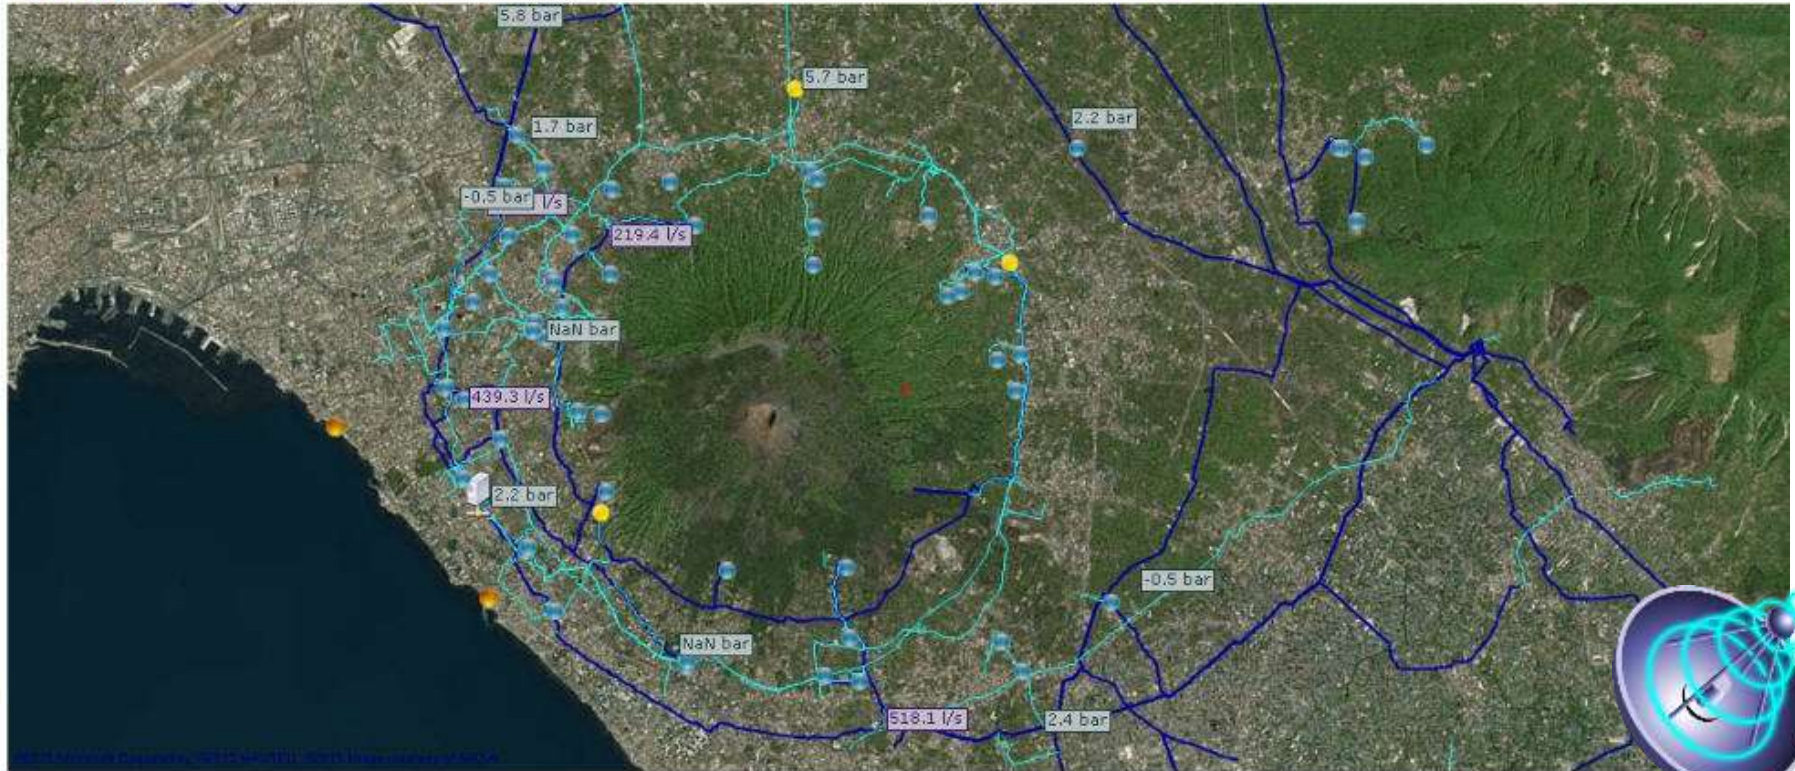 5.8 bar
5.7 bar
2.2 bar
1.7 bar
-0.5 bar
l/s
219.4 l/s
NaN bar
439.3 l/s
2.2 bar
-0.5 bar
NaN bar
518.1 l/s
2.4 bar